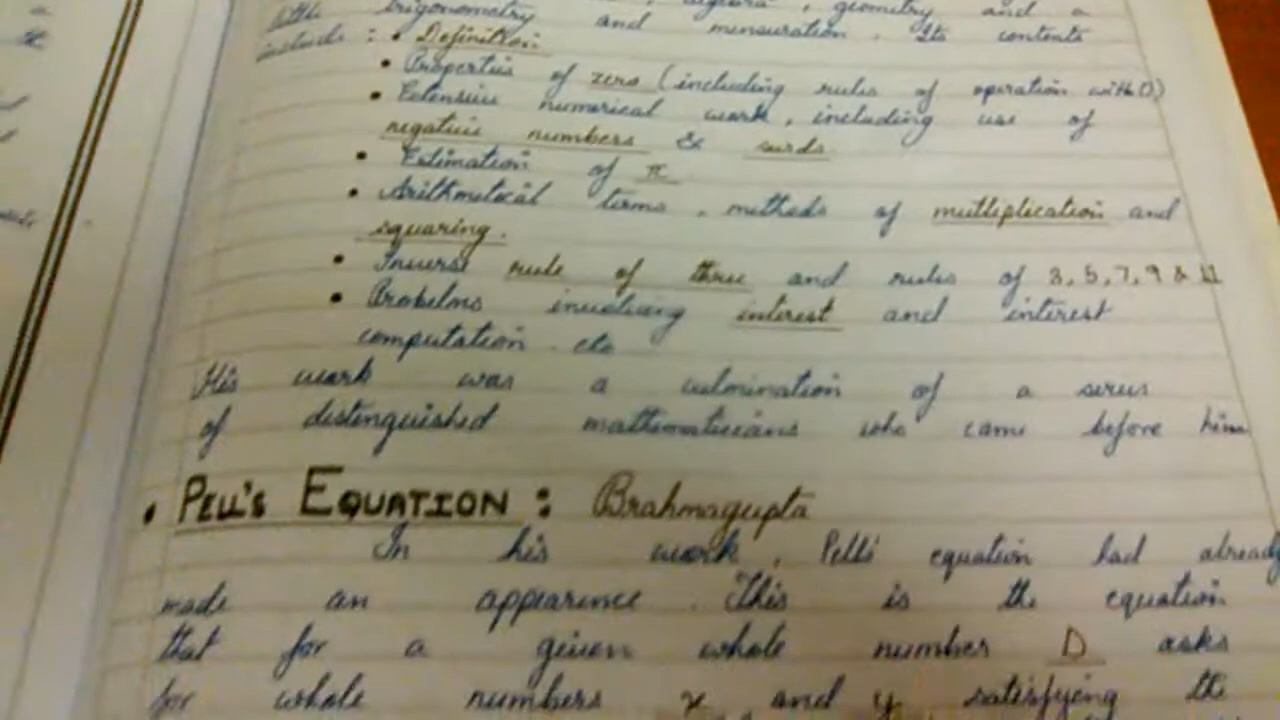 trigonometry and mensuration. Its contents
include : • Definition
• Properties of zero (including rules of operation with 0)
• Extensive numerical work, including use of
negative numbers & surds.
• Estimation of π
• Arithmetical terms, methods of multiplication and
squaring.
• Inverse rule of three and rules of 3, 5, 7, 9 & 11
• Probelms involving interest and interest
computation. etc
His work was a culmination of a series
of distinguished mathematicians who came before him
• PELL'S EQUATION : Brahmagupta
In his work, Pell's equation had already
made an appearence. This is the equation
that for a given whole number D asks
for whole numbers x and y satisfying the